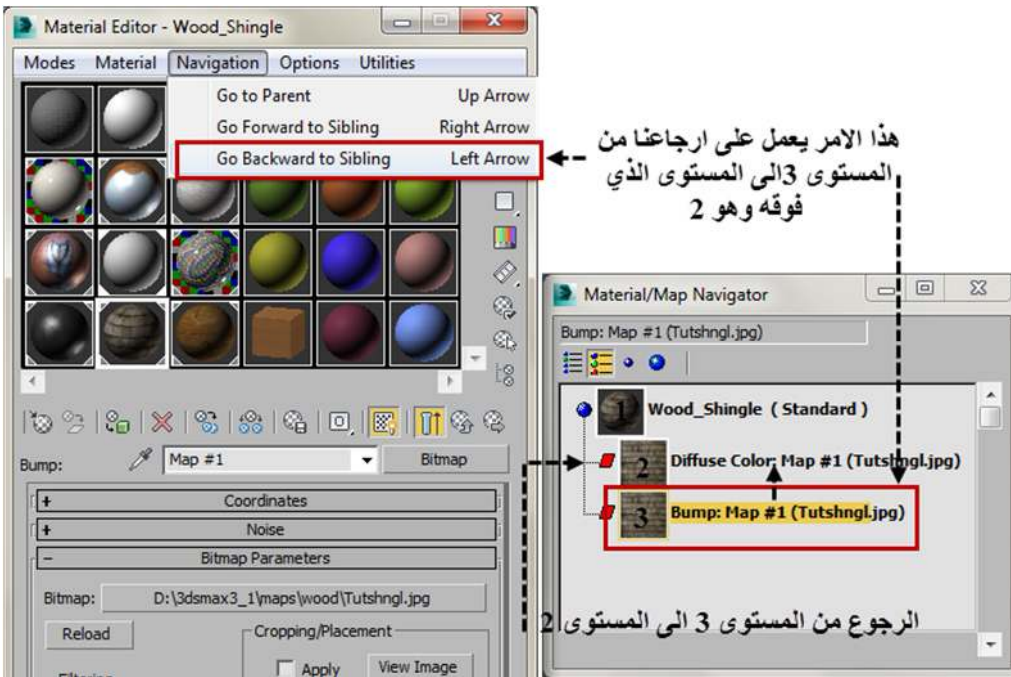 Material Editor - Wood_Shingle
Modes Material Navigation Options Utilities
Go to Parent Up Arrow
Go Forward to Sibling Right Arrow
Go Backward to Sibling Left Arrow
هذا الامر يعمل على ارجاعنا من
المستوى 3الى المستوى الذي
فوقه وهو 2
Material/Map Navigator
Bump: Map #1 (Tutshngl.jpg)
1 Wood_Shingle ( Standard )
2 Diffuse Color: Map #1 (Tutshngl.jpg)
3 Bump: Map #1 (Tutshngl.jpg)
الرجوع من المستوى 3 الى المستوى 2
Bump: Map #1 Bitmap
+ Coordinates
+ Noise
- Bitmap Parameters
Bitmap: D:\3dsmax3_1\maps\wood\Tutshngl.jpg
Reload Cropping/Placement
Apply View Image
Filtering